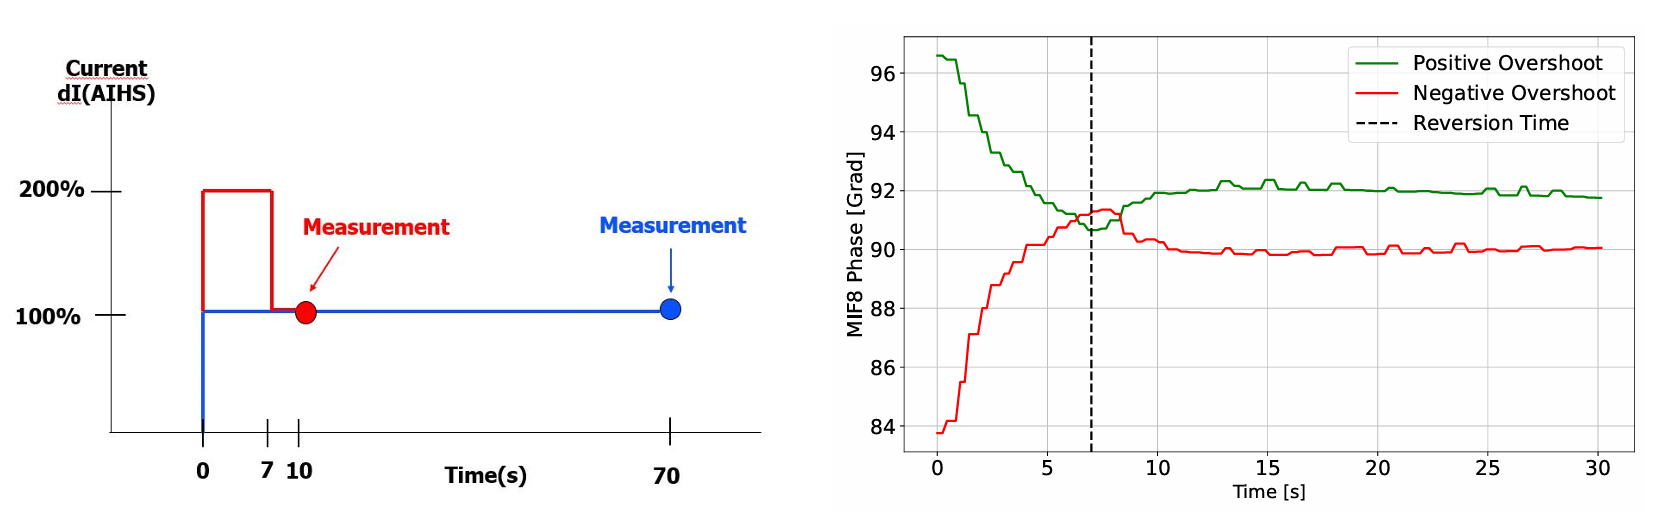 Current
dI(AIHS)
200%
100%
Measurement
Measurement
0
7
10
Time(s)
70
96
94
92
90
88
86
84
MIF8 Phase [Grad]
Positive Overshoot
Negative Overshoot
Reversion Time
0
5
10
15
20
25
30
Time [s]